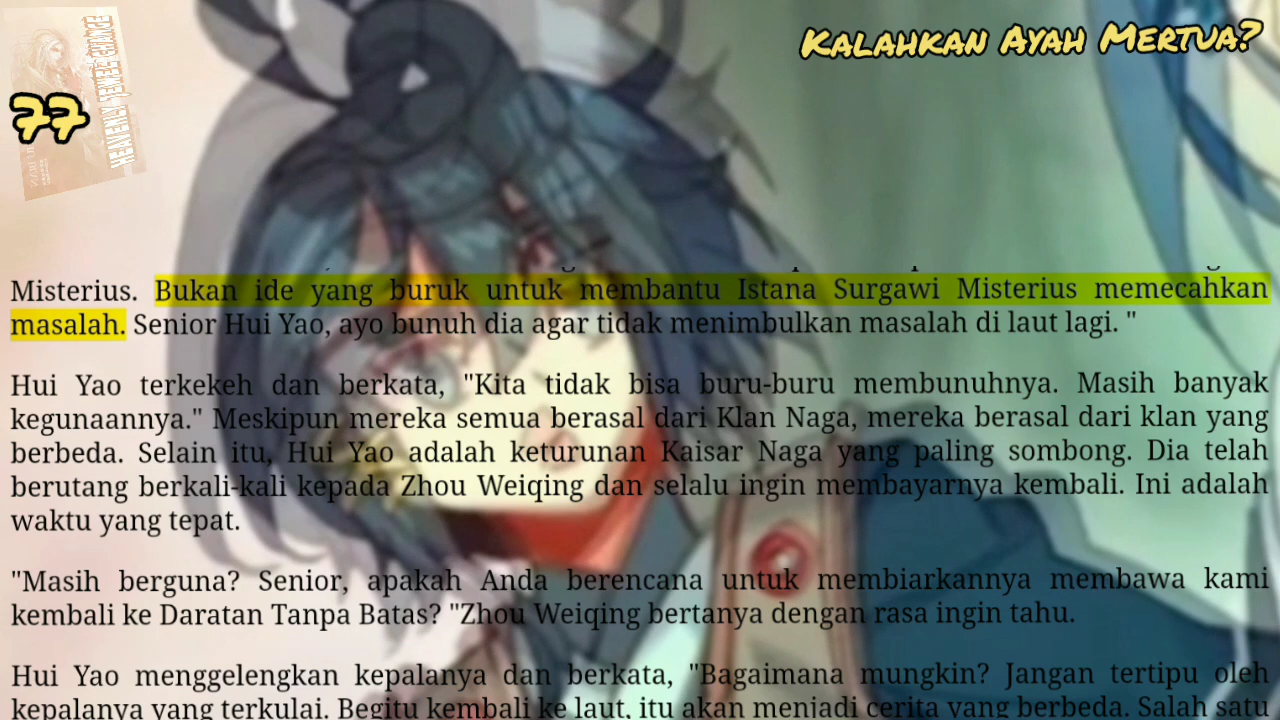 Kalahkan Ayah Mertua?
77
HEAVENLY JEWEL CHANGE
Misterius. Bukan ide yang buruk untuk membantu Istana Surgawi Misterius memecahkan
masalah. Senior Hui Yao, ayo bunuh dia agar tidak menimbulkan masalah di laut lagi. "
Hui Yao terkekeh dan berkata, "Kita tidak bisa buru-buru membunuhnya. Masih banyak
kegunaannya." Meskipun mereka semua berasal dari Klan Naga, mereka berasal dari klan yang
berbeda. Selain itu, Hui Yao adalah keturunan Kaisar Naga yang paling sombong. Dia telah
berutang berkali-kali kepada Zhou Weiqing dan selalu ingin membayarnya kembali. Ini adalah
waktu yang tepat.
"Masih berguna? Senior, apakah Anda berencana untuk membiarkannya membawa kami
kembali ke Daratan Tanpa Batas? "Zhou Weiqing bertanya dengan rasa ingin tahu.
Hui Yao menggelengkan kepalanya dan berkata, "Bagaimana mungkin? Jangan tertipu oleh
kepalanya yang terkulai. Begitu kembali ke laut, itu akan menjadi cerita yang berbeda. Salah satu